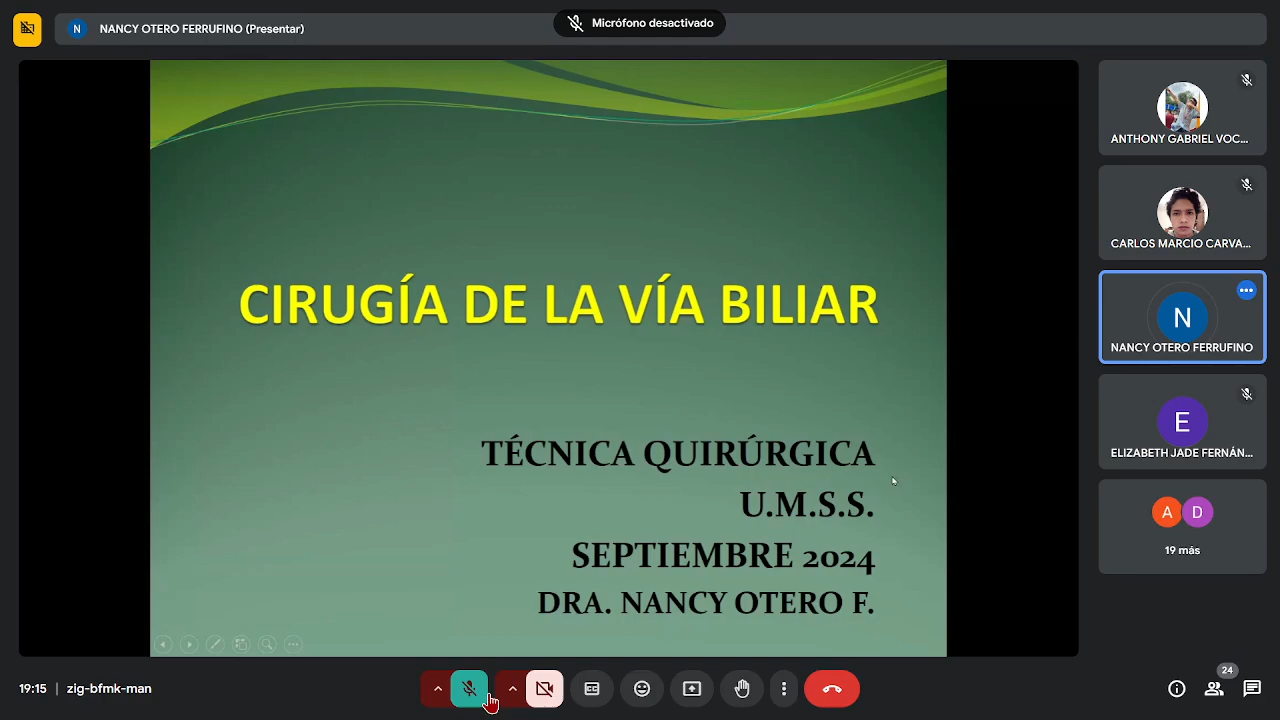 NANCY OTERO FERRUFINO (Presentar)
Micrófono desactivado
CIRUGÍA DE LA VÍA BILIAR
TÉCNICA QUIRÚRGICA
U.M.S.S.
SEPTIEMBRE 2024
DRA. NANCY OTERO F.
ANTHONY GABRIEL VOC...
CARLOS MARCIO CARVA...
N
NANCY OTERO FERRUFINO
E
ELIZABETH JADE FERNÁN...
A D
19 más
19:15 | zig-bfmk-man
24